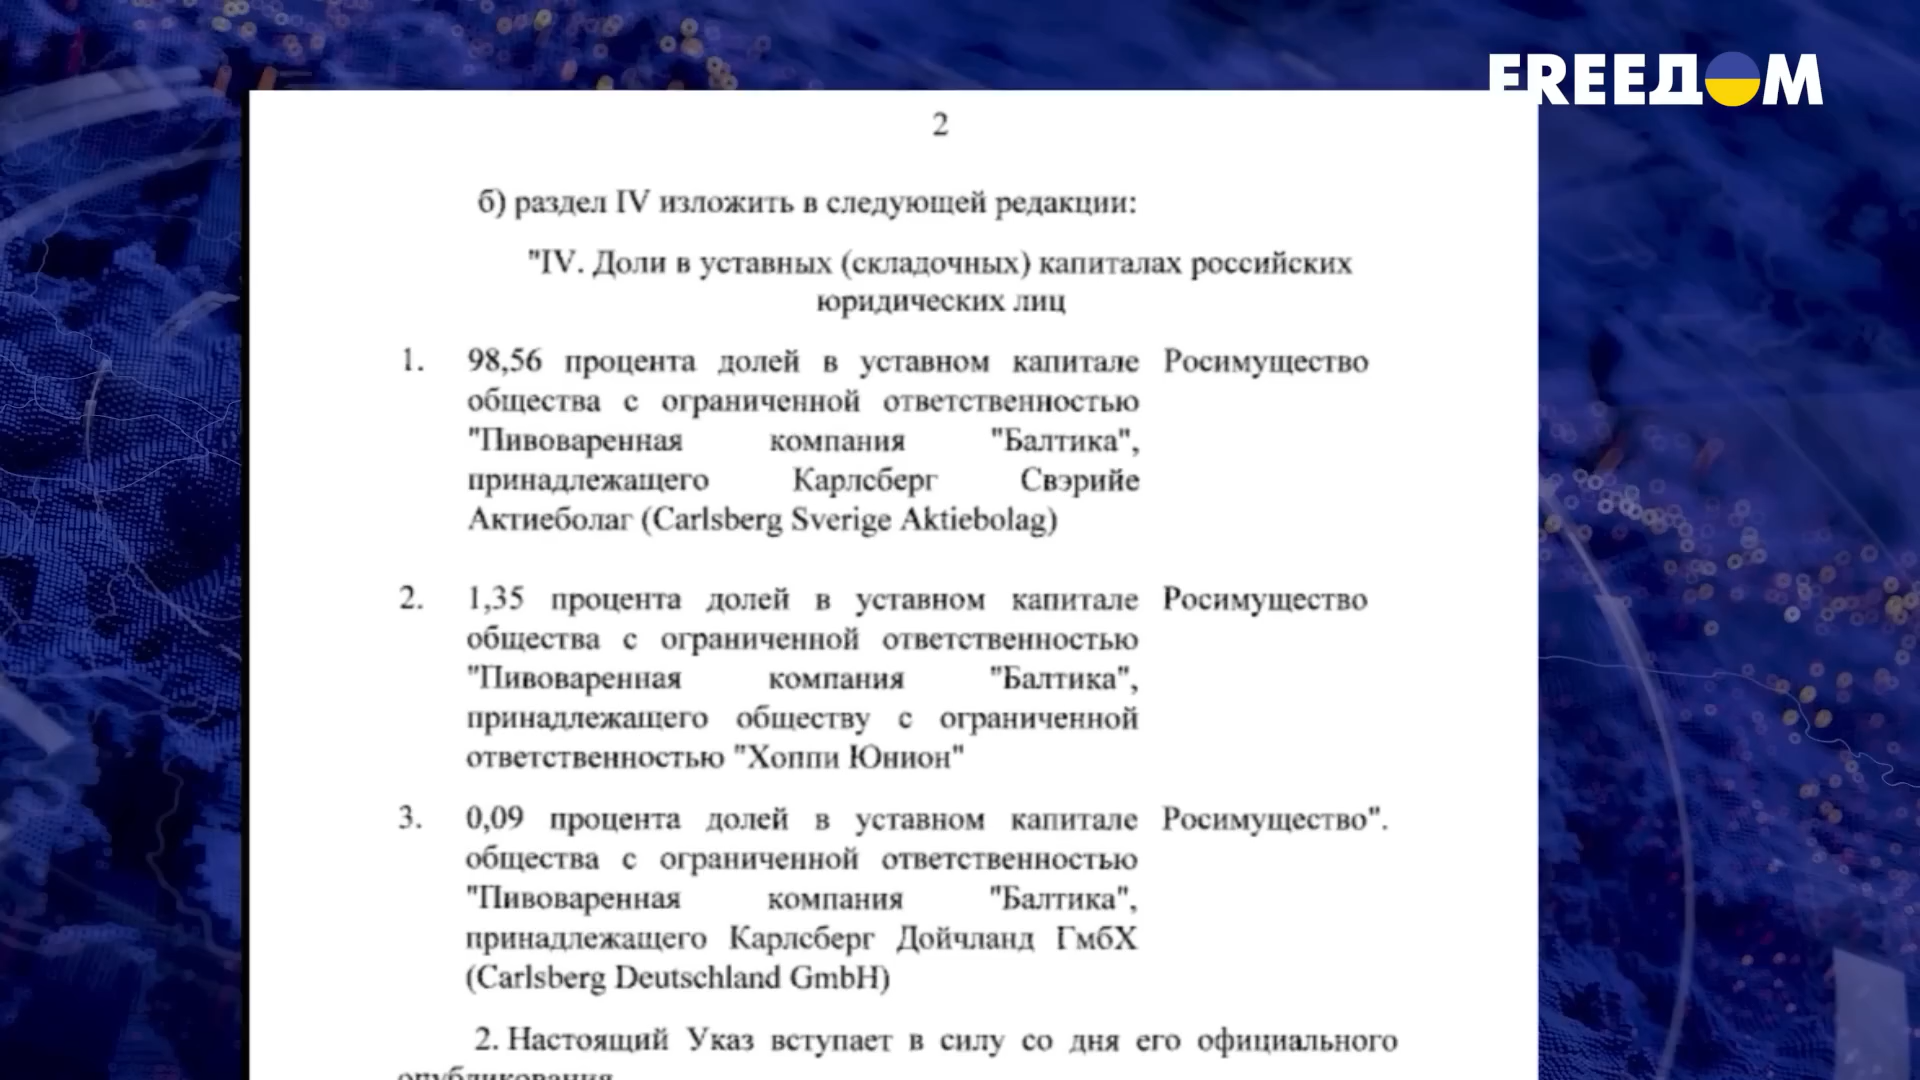 FREEДOM
2
б) раздел IV изложить в следующей редакции:
"IV. Доли в уставных (складочных) капиталах российских
юридических лиц
1. 98,56 процента долей в уставном капитале Росимущество
общества с ограниченной ответственностью
"Пивоваренная компания "Балтика",
принадлежащего Карлсберг Свэрийе
Актиеболаг (Carlsberg Sverige Aktiebolag)
2. 1,35 процента долей в уставном капитале Росимущество
общества с ограниченной ответственностью
"Пивоваренная компания "Балтика",
принадлежащего обществу с ограниченной
ответственностью "Хоппи Юнион"
3. 0,09 процента долей в уставном капитале Росимущество".
общества с ограниченной ответственностью
"Пивоваренная компания "Балтика",
принадлежащего Карлсберг Дойчланд ГмбХ
(Carlsberg Deutschland GmbH)
2. Настоящий Указ вступает в силу со дня его официального
опубликования.